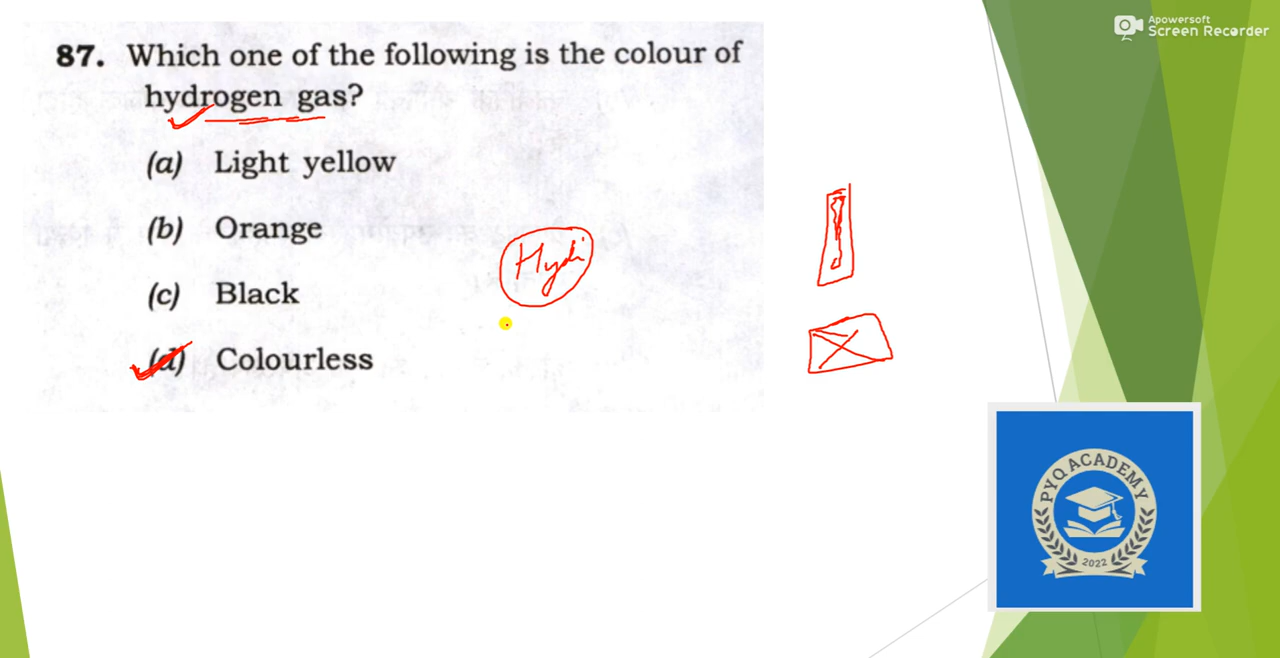 Apowersoft
Screen Recorder
87. Which one of the following is the colour of
hydrogen gas?
(a) Light yellow
(b) Orange
(c) Black
(d) Colourless
PYQ ACADEMY
2022